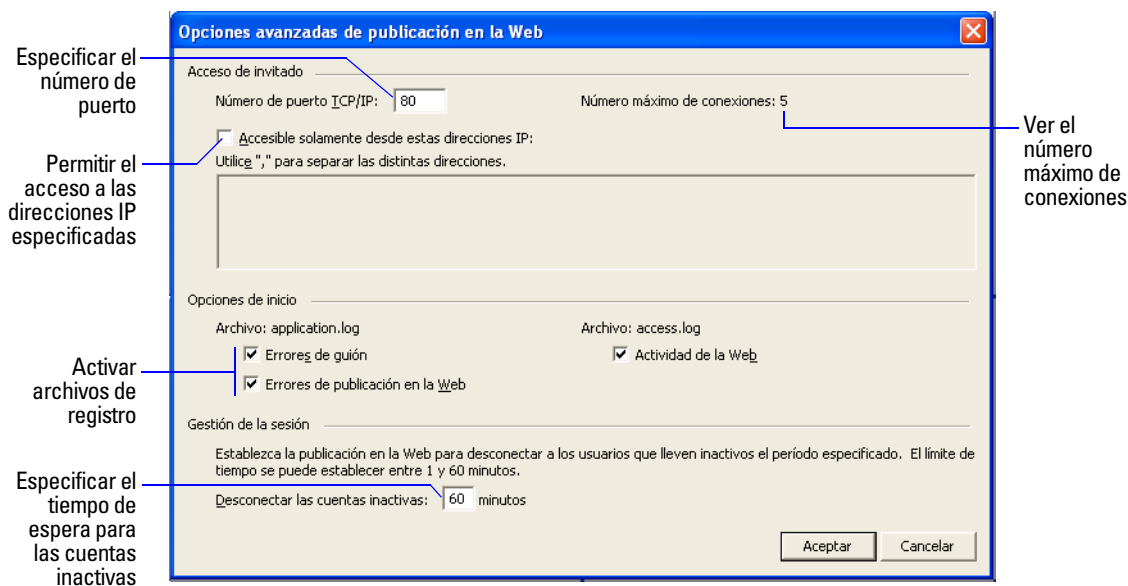 Opciones avanzadas de publicación en la Web
Especificar el
número de
puerto
Acceso de invitado
Número de puerto TCP/IP: 80
Número máximo de conexiones: 5
Ver el
número
máximo de
conexiones
Accesible solamente desde estas direcciones IP:
Utilice "," para separar las distintas direcciones.
Permitir el
acceso a las
direcciones IP
especificadas
Opciones de inicio
Archivo: application.log
Archivo: access.log
Errores de guión
Actividad de la Web
Errores de publicación en la Web
Activar
archivos de
registro
Gestión de la sesión
Establezca la publicación en la Web para desconectar a los usuarios que lleven inactivos el período especificado. El límite de
tiempo se puede establecer entre 1 y 60 minutos.
Desconectar las cuentas inactivas: 60 minutos
Especificar el
tiempo de
espera para
las cuentas
inactivas
Aceptar
Cancelar